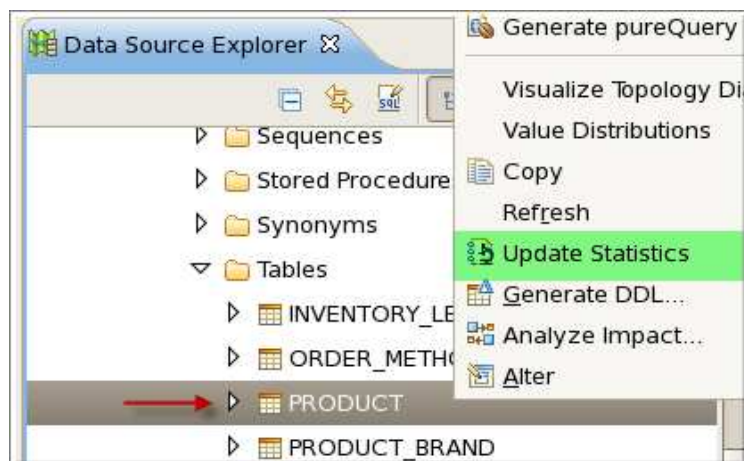 Data Source Explorer
SQL
Sequences
Stored Procedure
Synonyms
Tables
INVENTORY_LE
ORDER_METH
PRODUCT
PRODUCT_BRAND
Generate pureQuery
Visualize Topology Di
Value Distributions
Copy
Refresh
Update Statistics
Generate DDL...
Analyze Impact...
Alter